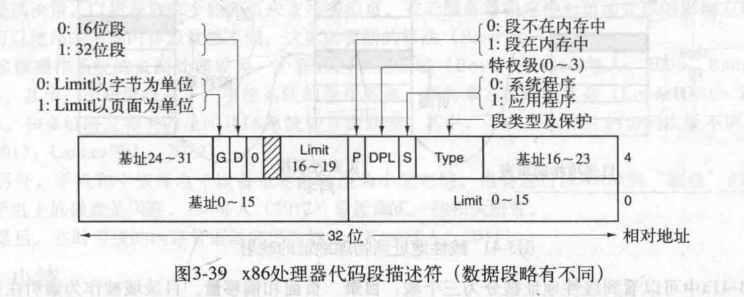 0: 16位段
1: 32位段
0: 段不在内存中
1: 段在内存中
特权级(0～3)
0: Limit以字节为单位
1: Limit以页面为单位
0: 系统程序
1: 应用程序
段类型及保护
基址24～31 G D 0 Limit 16～19 P DPL S Type 基址16～23 4
基址0～15 Limit 0～15 0
32位 相对地址
图3-39 x86处理器代码段描述符（数据段略有不同）